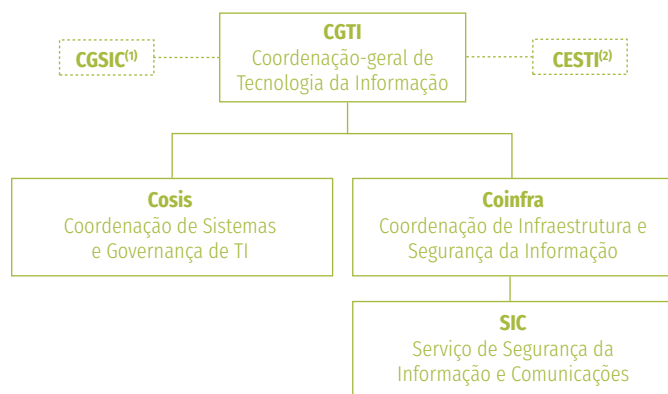 CGTI
Coordenação-geral de
Tecnologia da Informação
CGSIC(1)
CESTI(2)
Cosis
Coordenação de Sistemas
e Governança de TI
Coinfra
Coordenação de Infraestrutura e
Segurança da Informação
SIC
Serviço de Segurança da
Informação e Comunicações